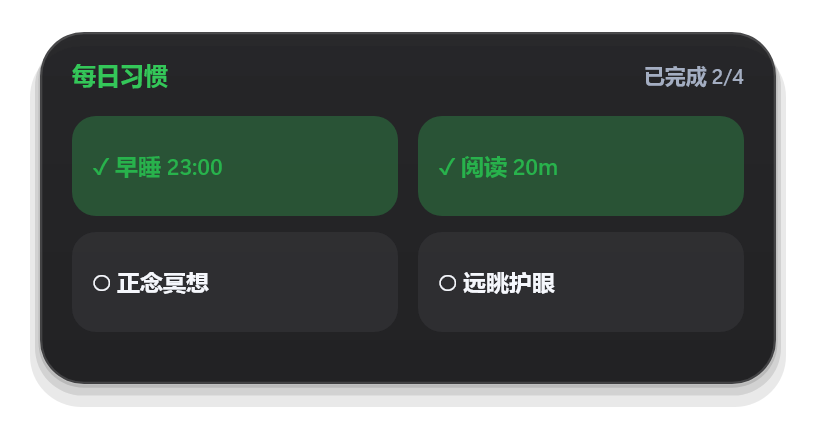 每日习惯
已完成 2/4
✓ 早睡 23:00
✓ 阅读 20m
○ 正念冥想
○ 远眺护眼